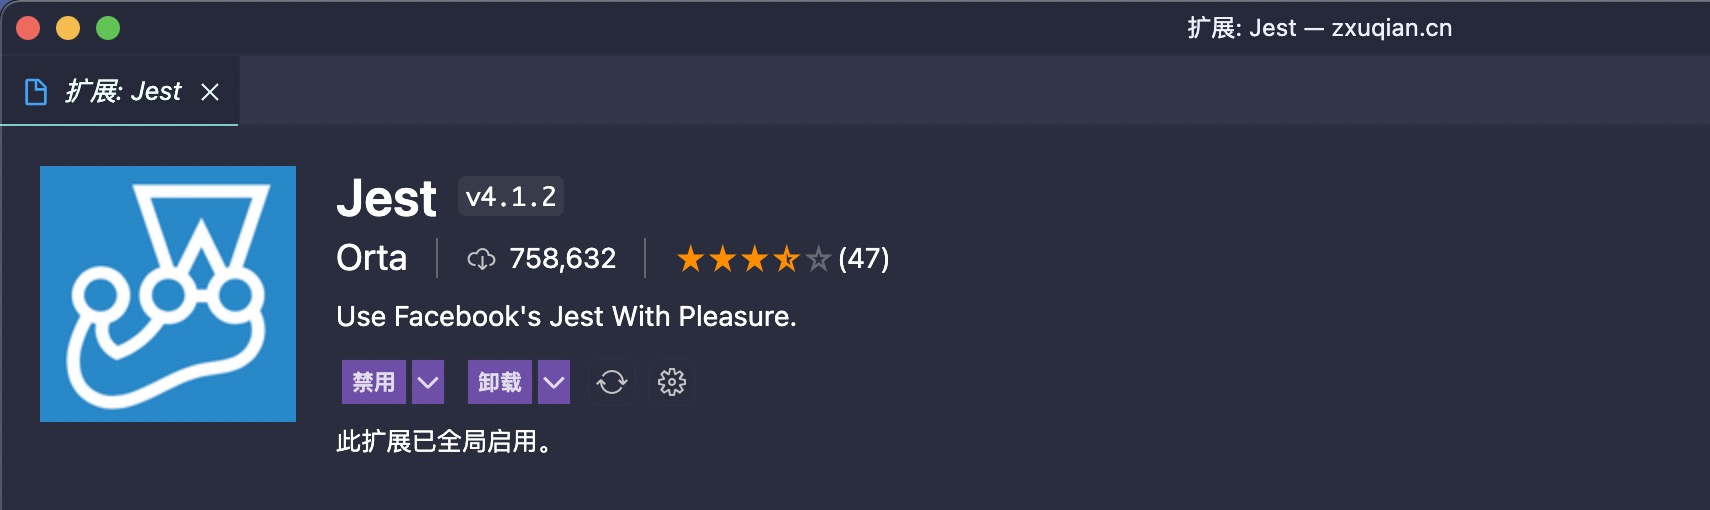 扩展: Jest — zxuqian.cn
扩展: Jest
Jest v4.1.2
Orta 758,632 (47)
Use Facebook's Jest With Pleasure.
禁用 卸载
此扩展已全局启用。